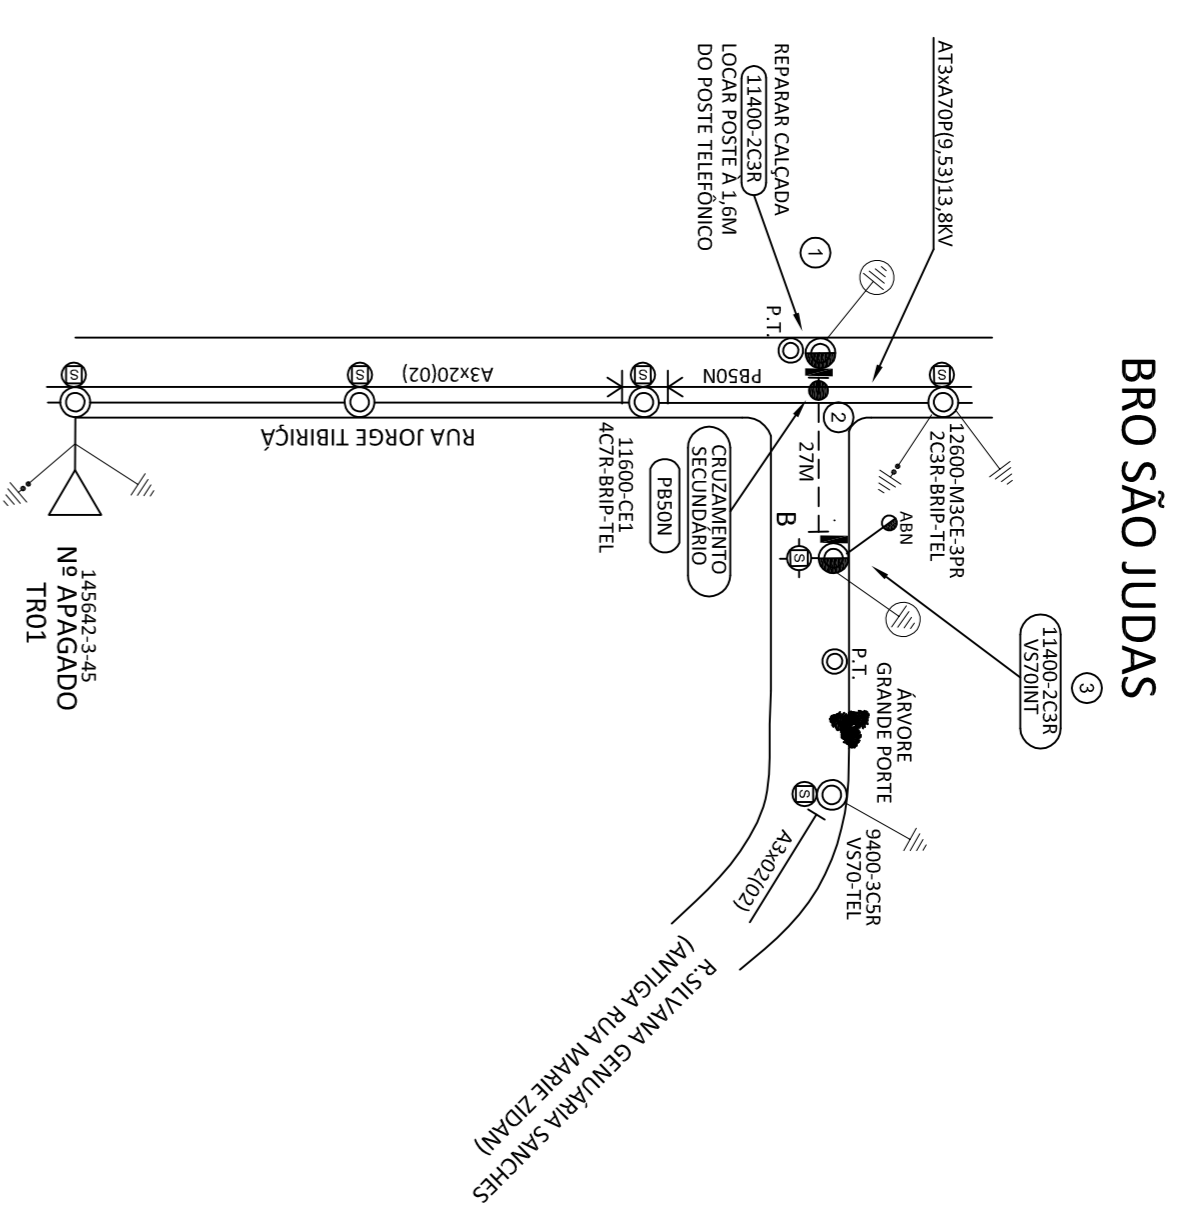 BRO SÃO JUDAS
AT3xA70P(9,53)13,8KV
REPARAR CALÇADA
11400-2C3R
LOCAR POSTE À 1,6M
DO POSTE TELEFÔNICO
1
P.T.
12600-M3CE-3PR
2C3R-BRIP-TEL
ABN
2
27M
B
11400-2C3R
VS70INT
3
P.T.
ÁRVORE
GRANDE PORTE
9400-3C5R
VS70-TEL
A3x02(02)
R.SILVANA GENUÁRIA SANCHES
(ANTIGA RUA MARIE ZIDAN)
CRUZAMENTO
SECUNDÁRIO
PB50N
PB50N
11600-CE1
4C7R-BRIP-TEL
A3x20(02)
RUA JORGE TIBIRIÇÁ
145642-3-45
Nº APAGADO
TR01
S
S
S
S
S
S